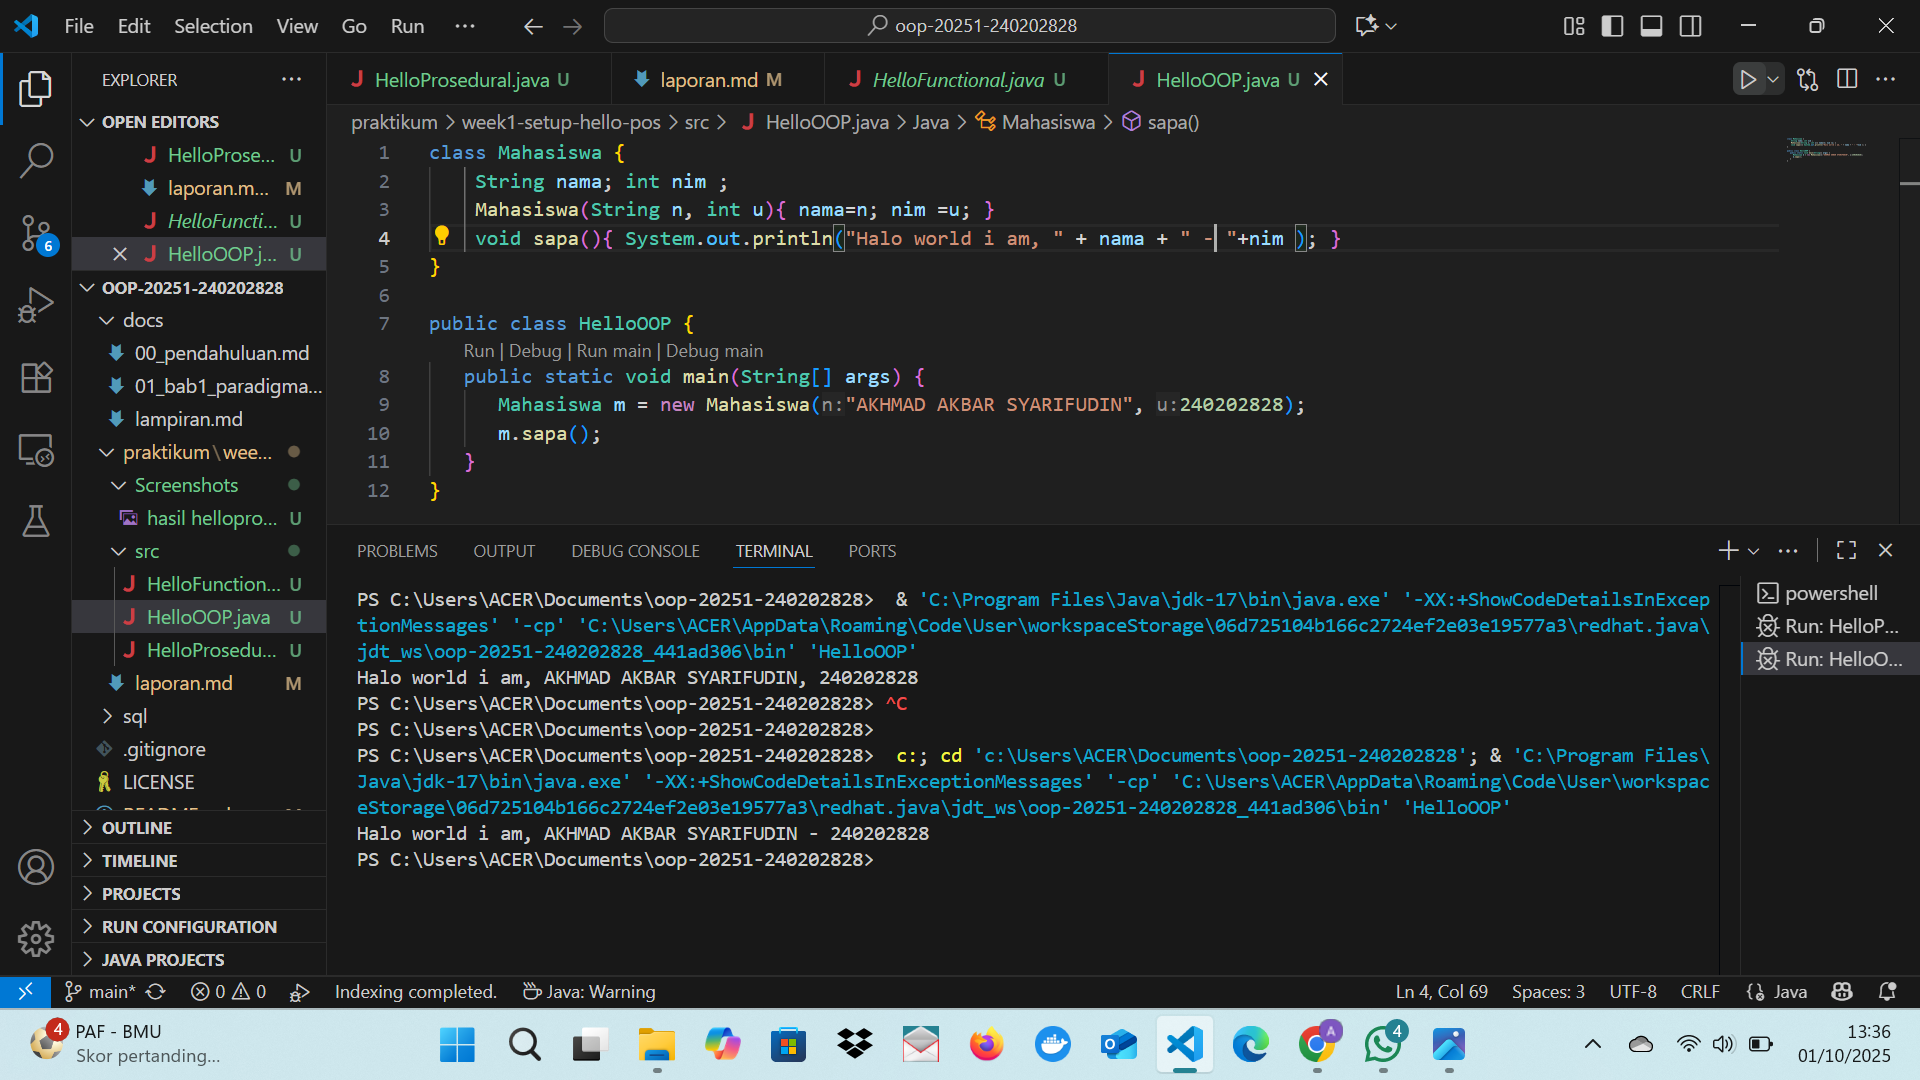 File Edit Selection View Go Run ···
oop-20251-240202828
EXPLORER ···
OPEN EDITORS
HelloProse... U
laporan.m... M
HelloFuncti... U
HelloOOP.j... U
OOP-20251-240202828
docs
00_pendahuluan.md
01_bab1_paradigma...
lampiran.md
praktikum\wee...
Screenshots
hasil hellopro... U
src
HelloFunction... U
HelloOOP.java U
HelloProsedu... U
laporan.md M
sql
.gitignore
LICENSE
OUTLINE
TIMELINE
PROJECTS
RUN CONFIGURATION
JAVA PROJECTS
6
HelloProsedural.java U
laporan.md M
HelloFunctional.java U
HelloOOP.java U
praktikum > week1-setup-hello-pos > src > HelloOOP.java > Java > Mahasiswa > sapa()
1 class Mahasiswa {
2 String nama; int nim ;
3 Mahasiswa(String n, int u){ nama=n; nim =u; }
4 void sapa(){ System.out.println("Halo world i am, " + nama + " - "+nim ); }
5 }
6
7 public class HelloOOP {
Run | Debug | Run main | Debug main
8 public static void main(String[] args) {
9 Mahasiswa m = new Mahasiswa(n:"AKHMAD AKBAR SYARIFUDIN", u:240202828);
10 m.sapa();
11 }
12 }
PROBLEMS OUTPUT DEBUG CONSOLE TERMINAL PORTS
PS C:\Users\ACER\Documents\oop-20251-240202828> & 'C:\Program Files\Java\jdk-17\bin\java.exe' '-XX:+ShowCodeDetailsInExcep
tionMessages' '-cp' 'C:\Users\ACER\AppData\Roaming\Code\User\workspaceStorage\06d725104b166c2724ef2e03e19577a3\redhat.java\
jdt_ws\oop-20251-240202828_441ad306\bin' 'HelloOOP'
Halo world i am, AKHMAD AKBAR SYARIFUDIN, 240202828
PS C:\Users\ACER\Documents\oop-20251-240202828> ^C
PS C:\Users\ACER\Documents\oop-20251-240202828>
PS C:\Users\ACER\Documents\oop-20251-240202828> c:; cd 'c:\Users\ACER\Documents\oop-20251-240202828'; & 'C:\Program Files\
Java\jdk-17\bin\java.exe' '-XX:+ShowCodeDetailsInExceptionMessages' '-cp' 'C:\Users\ACER\AppData\Roaming\Code\User\workspac
eStorage\06d725104b166c2724ef2e03e19577a3\redhat.java\jdt_ws\oop-20251-240202828_441ad306\bin' 'HelloOOP'
Halo world i am, AKHMAD AKBAR SYARIFUDIN - 240202828
PS C:\Users\ACER\Documents\oop-20251-240202828>
powershell
Run: HelloP...
Run: HelloO...
main* 0 0 Indexing completed. Java: Warning
Ln 4, Col 69 Spaces: 3 UTF-8 CRLF Java
4
PAF - BMU
Skor pertanding...
A
4
13:36
01/10/2025